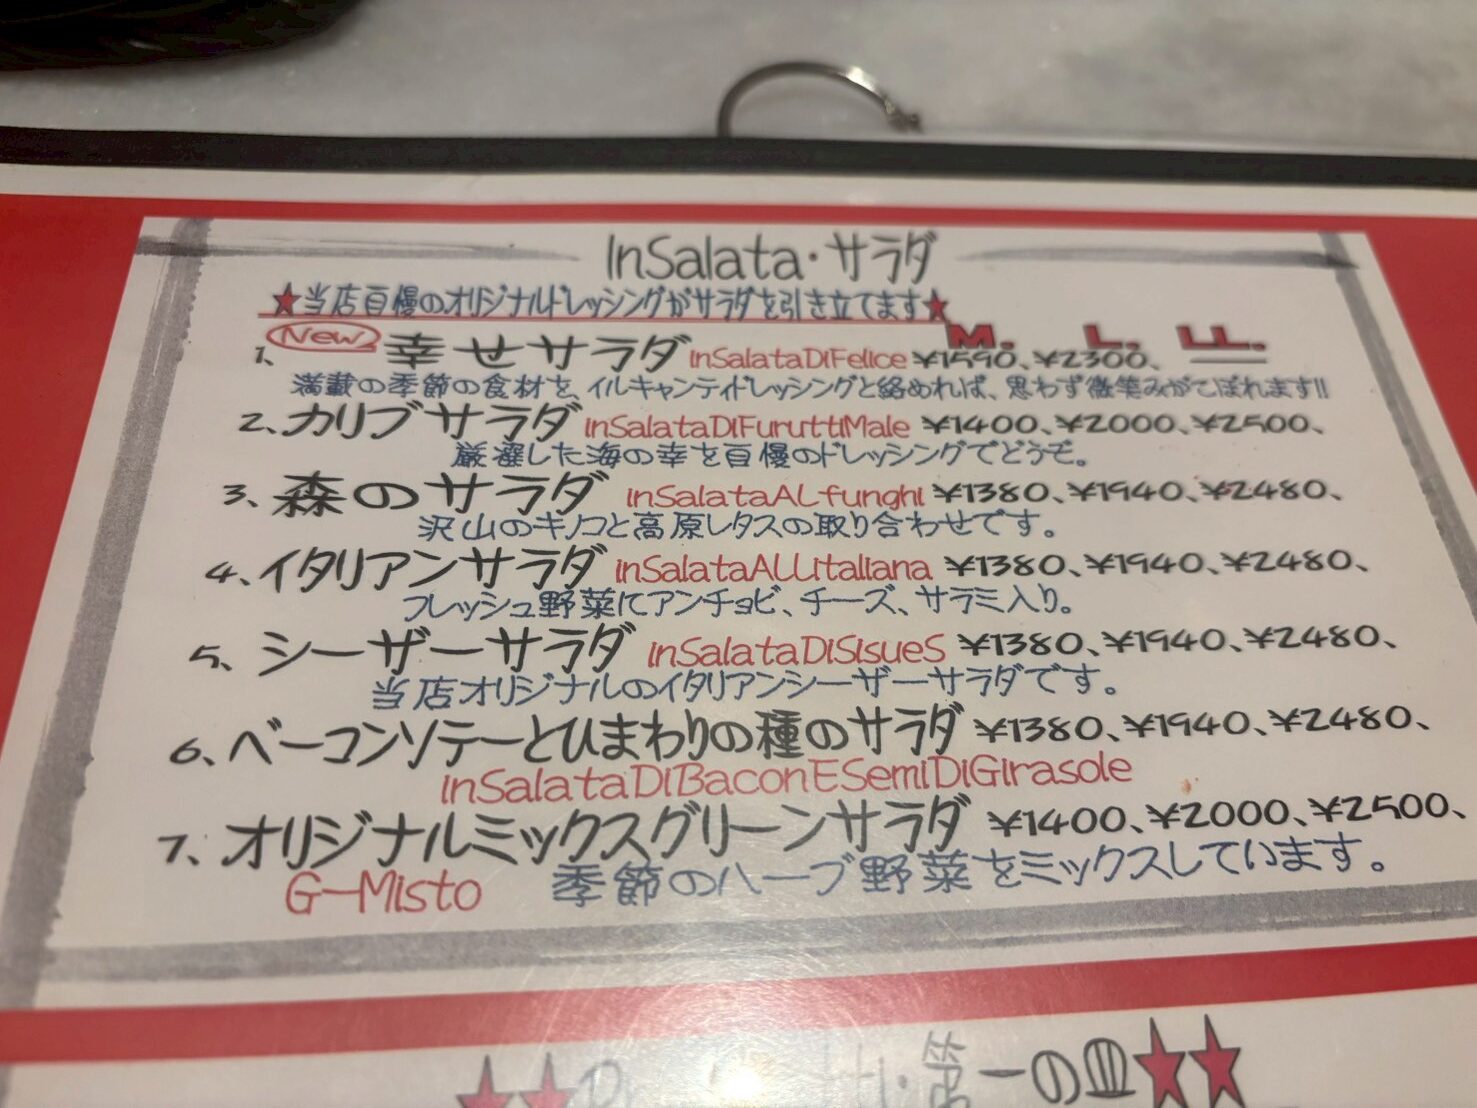 InSalata・サラダ
★当店自慢のオリジナルドレッシングがサラダを引き立てます★
M. L. LL.
New
1、幸せサラダ inSalataDiFelice ¥1590、¥2300、
満載の季節の食材を、イルキャンティドレッシングと絡めれば、思わず微笑みがこぼれます!!
2、カリブサラダ inSalataDiFuruttiMale ¥1400、¥2000、¥2500、
厳選した海の幸を自慢のドレッシングでどうぞ。
3、森のサラダ inSalataALfunghi ¥1380、¥1940、¥2480、
沢山のキノコと高原レタスの取り合わせです。
4、イタリアンサラダ inSalataALLitaliana ¥1380、¥1940、¥2480、
フレッシュ野菜にアンチョビ、チーズ、サラミ入り。
5、シーザーサラダ inSalataDiSisueS ¥1380、¥1940、¥2480、
当店オリジナルのイタリアンシーザーサラダです。
6、ベーコンソテーとひまわりの種のサラダ ¥1380、¥1940、¥2480、
inSalataDiBaconESemiDiGirasole
7、オリジナルミックスグリーンサラダ ¥1400、¥2000、¥2500、
G-Misto 季節のハーブ野菜をミックスしています。
第一の皿★★